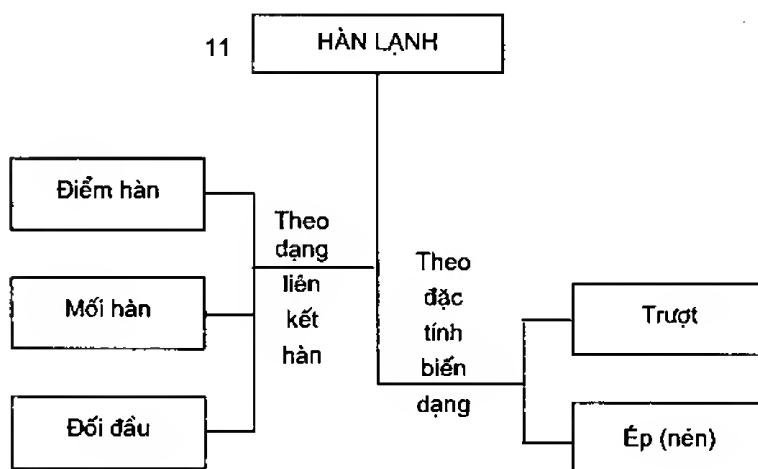 11
HÀN LẠNH
Điểm hàn
Mối hàn
Đối đầu
Theo
dạng
liên
kết
hàn
Theo
đặc
tính
biến
dạng
Trượt
Ép (nén)